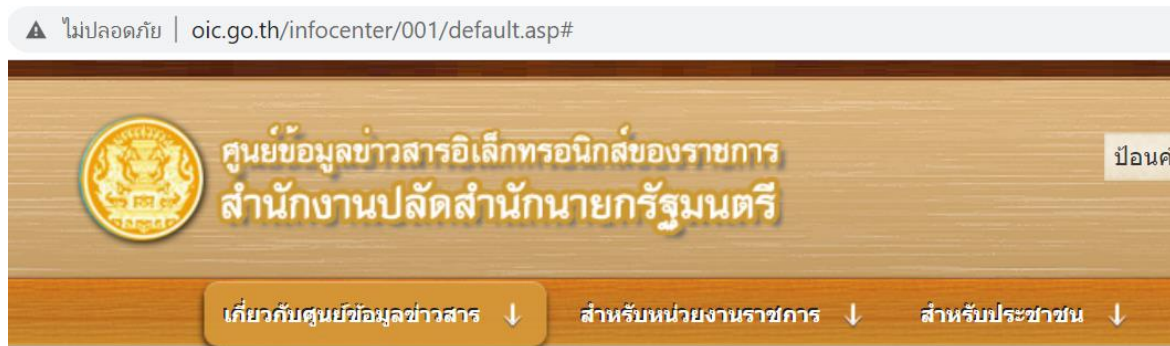 ไม่ปลอดภัย | oic.go.th/infocenter/001/default.asp#
ศูนย์ข้อมูลข่าวสารอิเล็กทรอนิกส์ของราชการ
สำนักงานปลัดสำนักนายกรัฐมนตรี
เกี่ยวกับศูนย์ข้อมูลข่าวสาร ↓ สำหรับหน่วยงานราชการ ↓ สำหรับประชาชน ↓